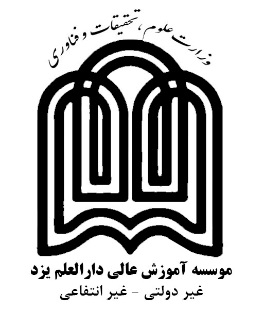 وزارت علوم، تحقیقات و فناوری
موسسه آموزش عالی دارالعلم یزد
غیر دولتی - غیر انتفاعی